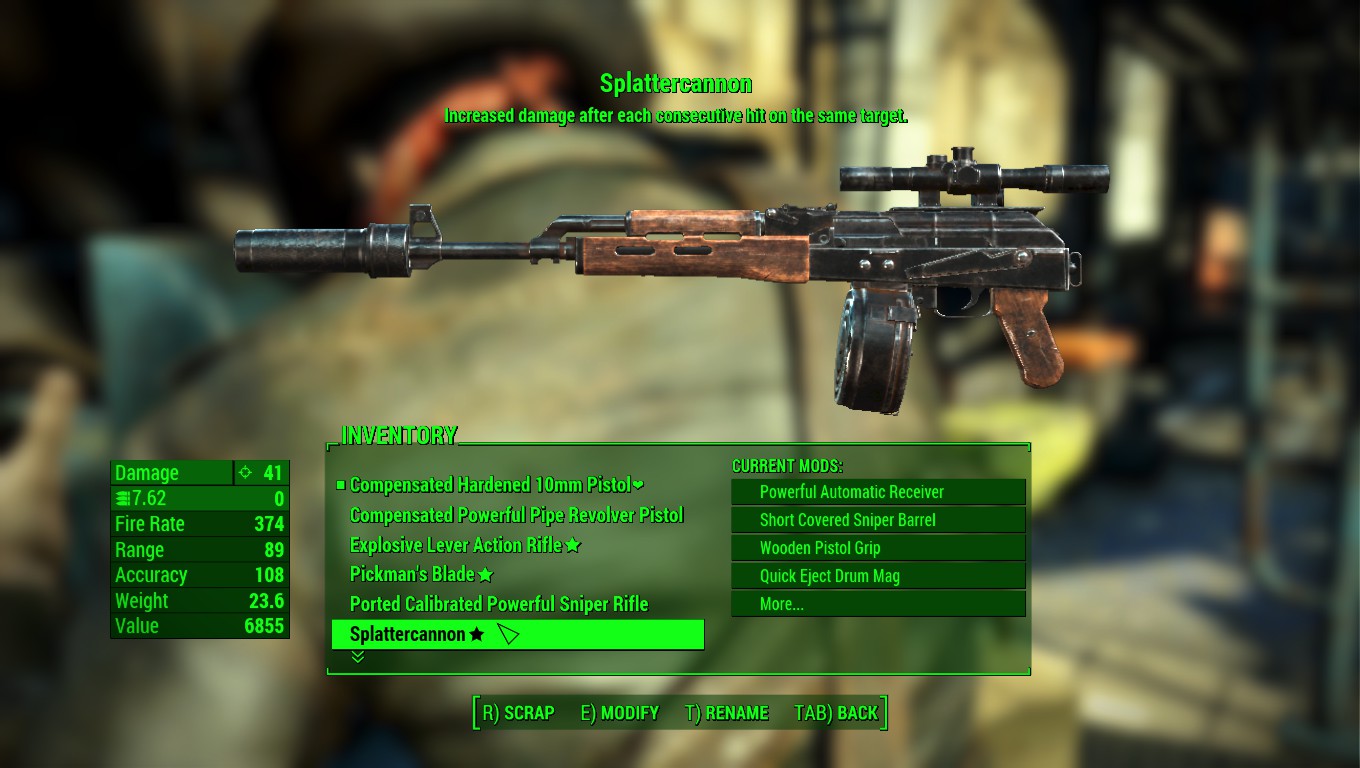 Splattercannon
Increased damage after each consecutive hit on the same target.
INVENTORY
Damage 41
7.62 0
Fire Rate 374
Range 89
Accuracy 108
Weight 23.6
Value 6855
Compensated Hardened 10mm Pistol
Compensated Powerful Pipe Revolver Pistol
Explosive Lever Action Rifle
Pickman's Blade
Ported Calibrated Powerful Sniper Rifle
Splattercannon
CURRENT MODS:
Powerful Automatic Receiver
Short Covered Sniper Barrel
Wooden Pistol Grip
Quick Eject Drum Mag
More...
R) SCRAP E) MODIFY T) RENAME TAB) BACK